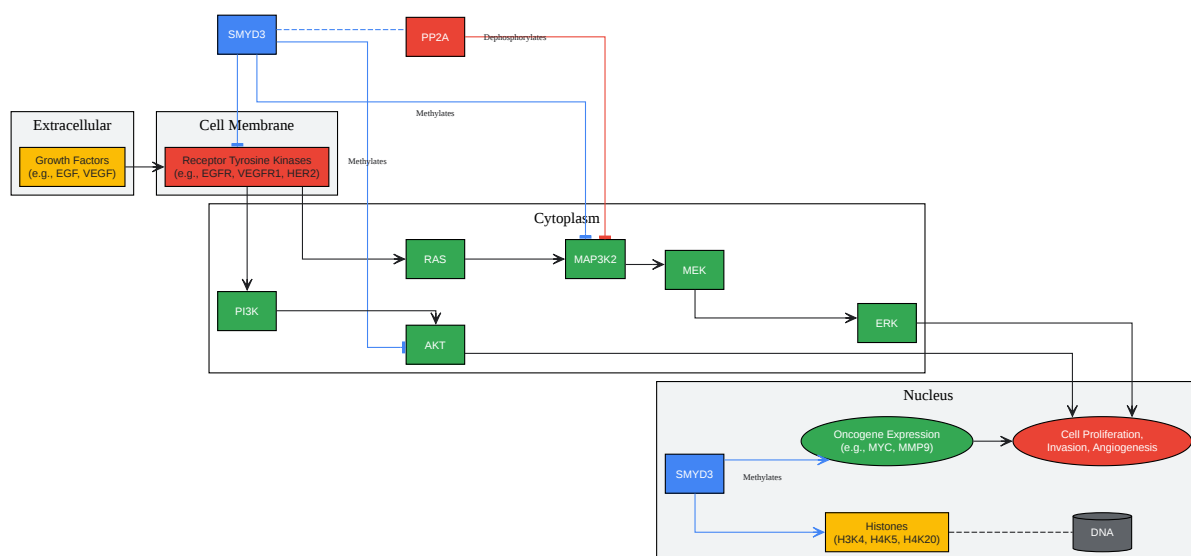 SMYD3
PP2A
Dephosphorylates
Methylates
Extracellular
Cell Membrane
Growth Factors
(e.g., EGF, VEGF)
Receptor Tyrosine Kinases
(e.g., EGFR, VEGFR1, HER2)
Methylates
Cytoplasm
RAS
MAP3K2
MEK
PI3K
ERK
AKT
Nucleus
Oncogene Expression
(e.g., MYC, MMP9)
Cell Proliferation,
Invasion, Angiogenesis
SMYD3
Methylates
Histones
(H3K4, H4K5, H4K20)
DNA